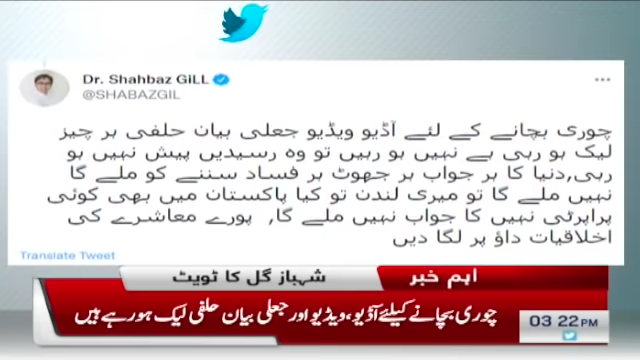 Dr. Shahbaz GiLL
@SHABAZGIL
چوری بچانے کے لئے آڈیو ویڈیو جعلی بیان حلفی ہر چیز
لیک ہو رہی ہے نہیں ہو رہیں تو وہ رسیدیں پیش نہیں ہو
رہی,دنیا کا ہر جواب ہر جھوٹ ہر فساد سننے کو ملے گا
نہیں ملے گا تو میری لندن تو کیا پاکستان میں بھی کوئی
پراپرٹی نہیں کا جواب نہیں ملے گا, پورے معاشرے کی
اخلاقیات داؤ پر لگا دیں
Translate Tweet
اہم خبر
شہباز گل کا ٹویٹ
چوری بچانے کیلئے آڈیو، ویڈیو اور جعلی بیان حلفی لیک ہورہے ہیں
03 22 PM